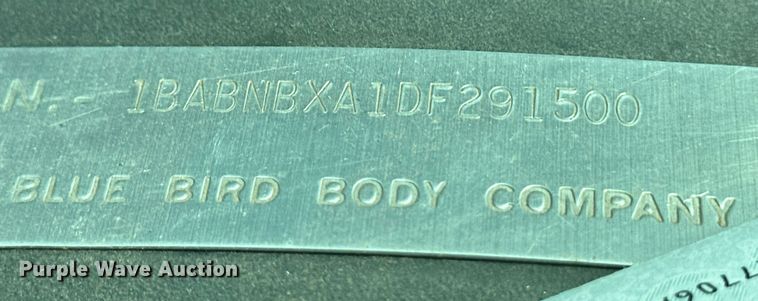 N.- 1BABNBXA1DF291500
BLUE BIRD BODY COMPANY
Purple Wave Auction